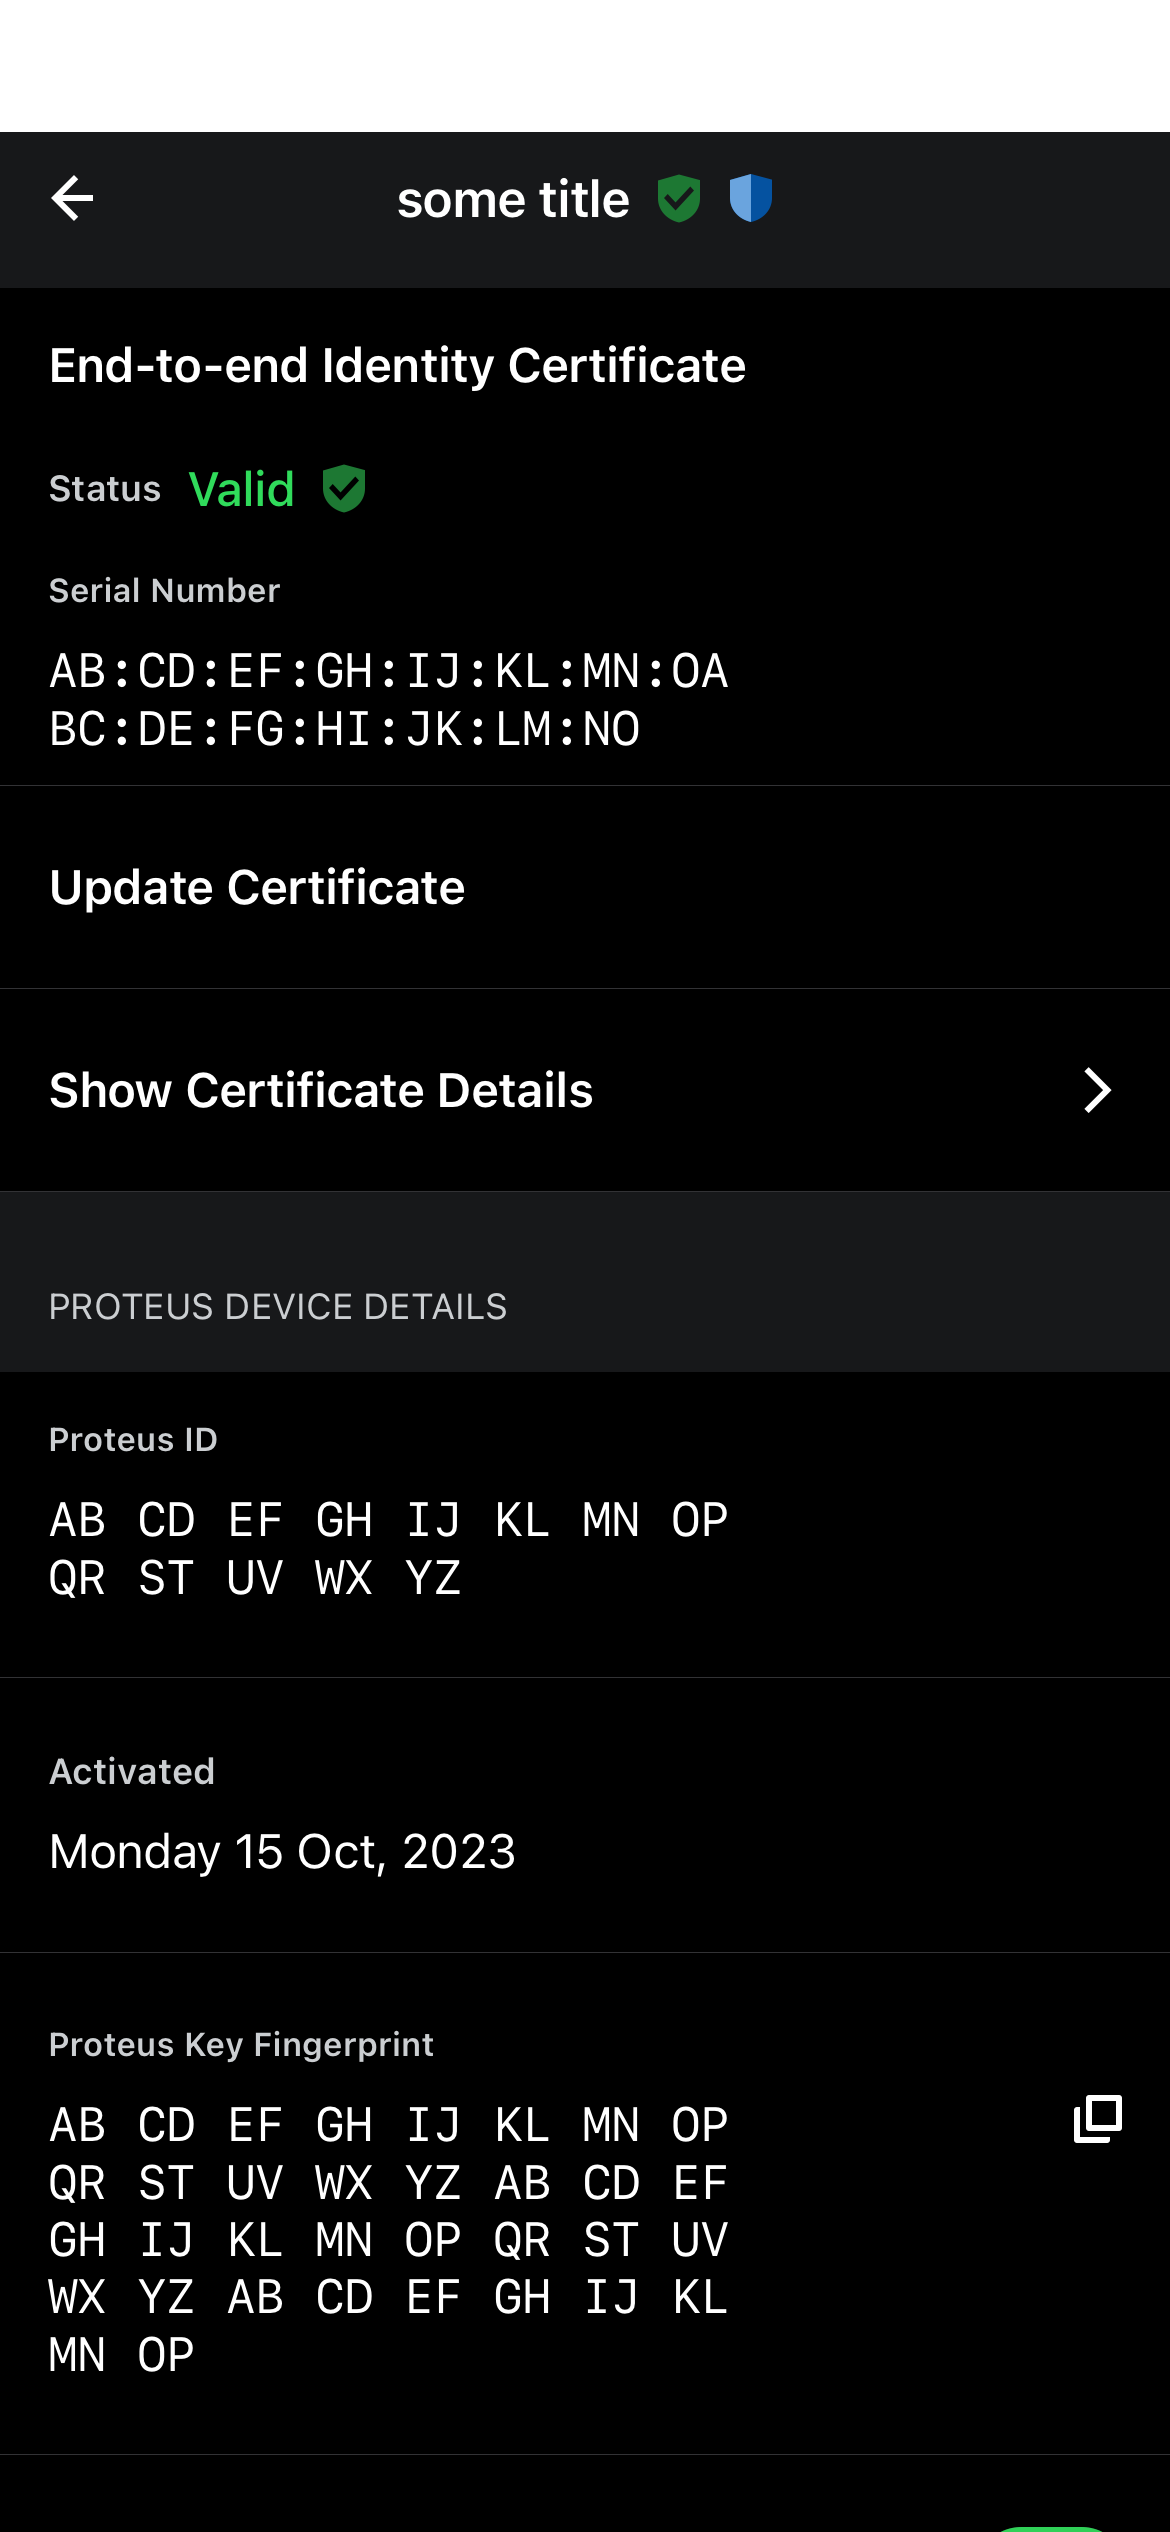 some title
End-to-end Identity Certificate
Status Valid
Serial Number
AB:CD:EF:GH:IJ:KL:MN:OA
BC:DE:FG:HI:JK:LM:NO
Update Certificate
Show Certificate Details
PROTEUS DEVICE DETAILS
Proteus ID
AB CD EF GH IJ KL MN OP
QR ST UV WX YZ
Activated
Monday 15 Oct, 2023
Proteus Key Fingerprint
AB CD EF GH IJ KL MN OP
QR ST UV WX YZ AB CD EF
GH IJ KL MN OP QR ST UV
WX YZ AB CD EF GH IJ KL
MN OP